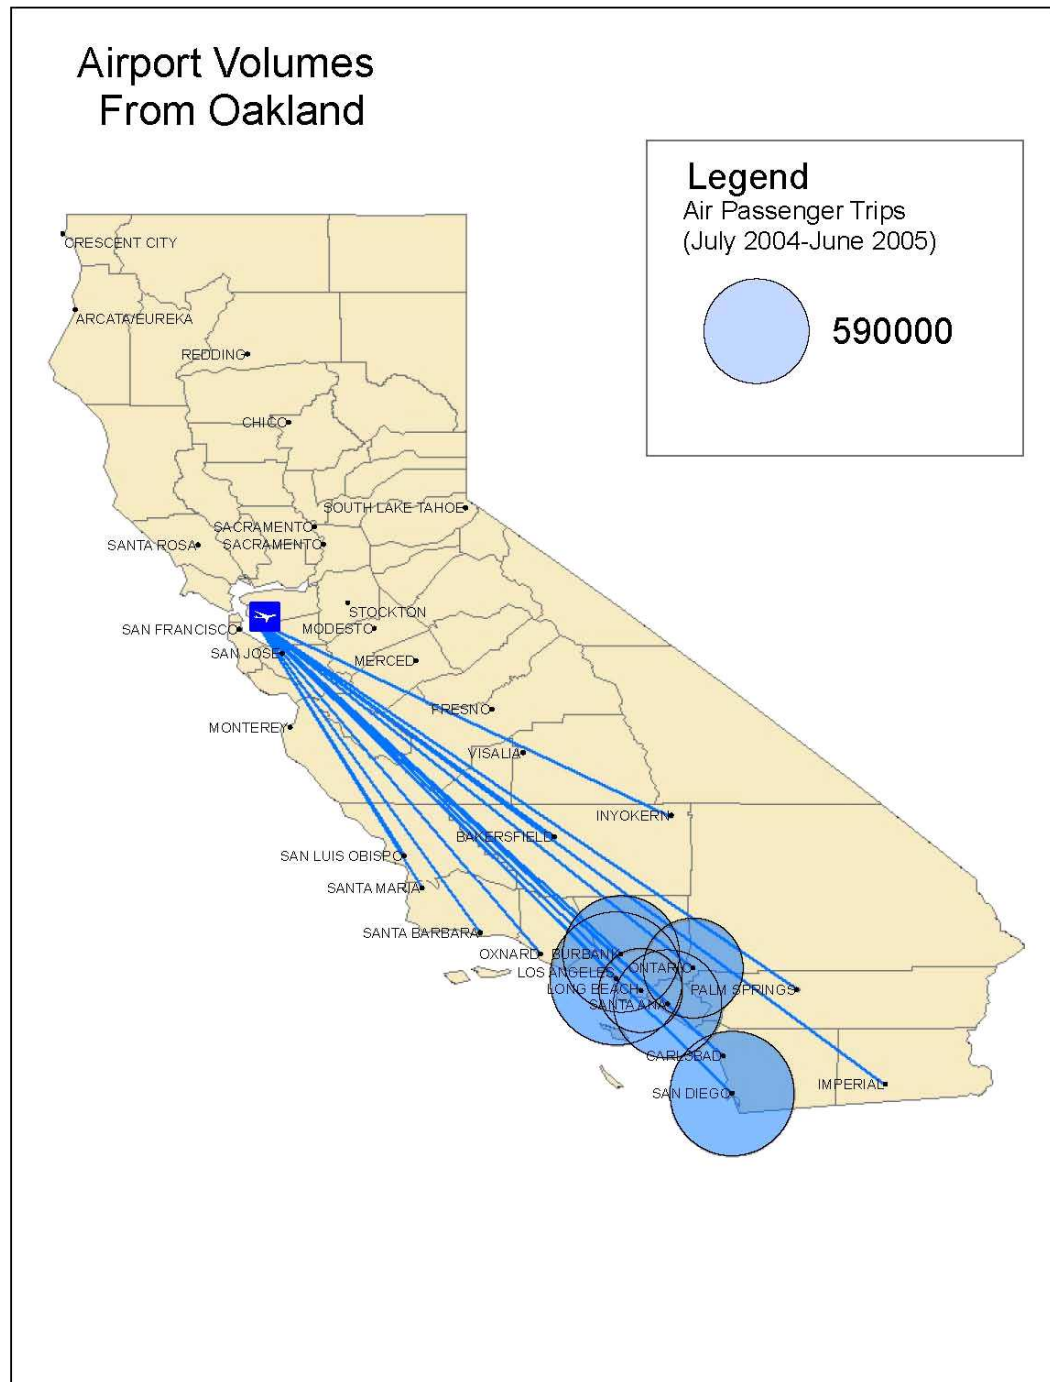 Airport Volumes
From Oakland
Legend
Air Passenger Trips
(July 2004-June 2005)
590000
CRESCENT CITY
ARCATA/EUREKA
REDDING
CHICO
SOUTH LAKE TAHOE
SACRAMENTO
SANTA ROSA
SACRAMENTO
STOCKTON
SAN FRANCISCO
MODESTO
SAN JOSE
MERCED
FRESNO
MONTEREY
VISALIA
INYOKERN
BAKERSFIELD
SAN LUIS OBISPO
SANTA MARIA
SANTA BARBARA
OXNARD
BURBANK
ONTARIO
LOS ANGELES
LONG BEACH
PALM SPRINGS
SANTA ANA
CARLSBAD
IMPERIAL
SAN DIEGO